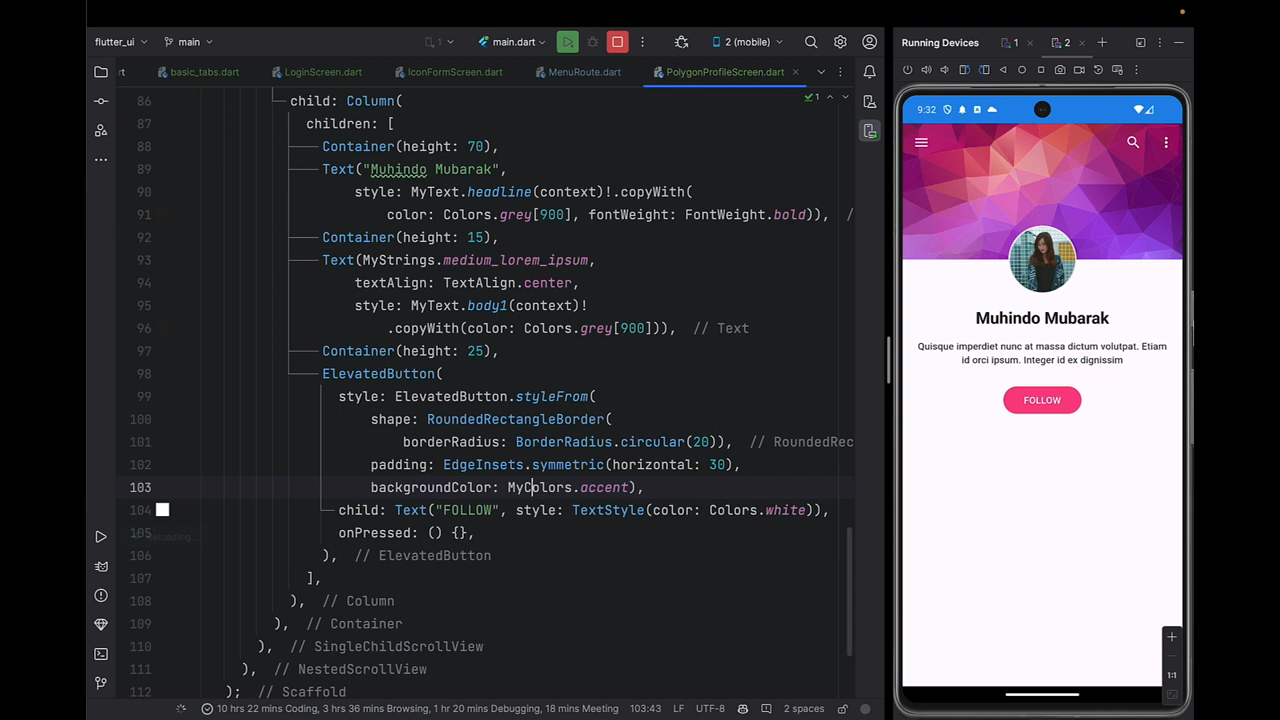 flutter_ui
main
1
main.dart
2 (mobile)
Running Devices
1
2
rt
basic_tabs.dart
LoginScreen.dart
IconFormScreen.dart
MenuRoute.dart
PolygonProfileScreen.dart
1
86 child: Column(
87 children: [
88 Container(height: 70),
89 Text("Muhindo Mubarak",
90 style: MyText.headline(context)!.copyWith(
91 color: Colors.grey[900], fontWeight: FontWeight.bold)), /
92 Container(height: 15),
93 Text(MyStrings.medium_lorem_ipsum,
94 textAlign: TextAlign.center,
95 style: MyText.body1(context)!
96 .copyWith(color: Colors.grey[900])), // Text
97 Container(height: 25),
98 ElevatedButton(
99 style: ElevatedButton.styleFrom(
100 shape: RoundedRectangleBorder(
101 borderRadius: BorderRadius.circular(20)), // RoundedRec
102 padding: EdgeInsets.symmetric(horizontal: 30),
103 backgroundColor: MyColors.accent),
104 child: Text("FOLLOW", style: TextStyle(color: Colors.white)),
105 onPressed: () {},
106 ), // ElevatedButton
107 ],
108 ), // Column
109 ), // Container
110 ), // SingleChildScrollView
111 ), // NestedScrollView
112 ); // Scaffold
10 hrs 22 mins Coding, 3 hrs 36 mins Browsing, 1 hr 20 mins Debugging, 18 mins Meeting
103:43
LF
UTF-8
2 spaces
9:32
Muhindo Mubarak
Quisque imperdiet nunc at massa dictum volutpat. Etiam
id orci ipsum. Integer id ex dignissim
FOLLOW
1:1